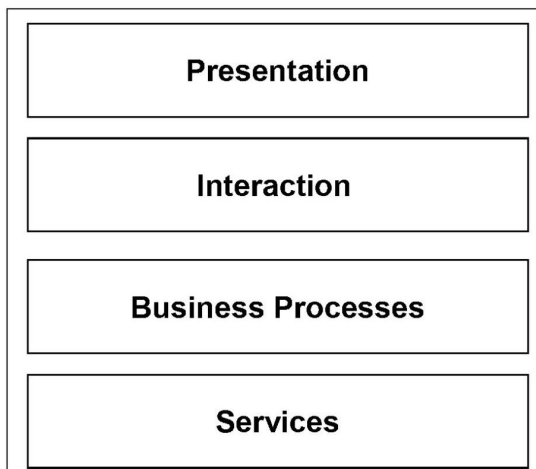 Presentation
Interaction
Business Processes
Services